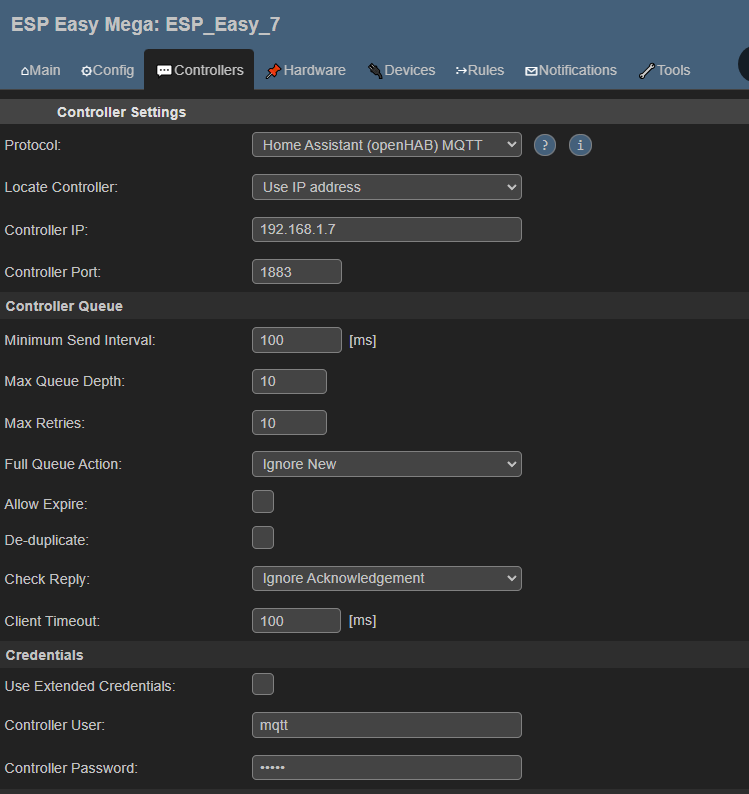 ESP Easy Mega: ESP_Easy_7
Main Config Controllers Hardware Devices Rules Notifications Tools
Controller Settings
Protocol: Home Assistant (openHAB) MQTT ? i
Locate Controller: Use IP address
Controller IP: 192.168.1.7
Controller Port: 1883
Controller Queue
Minimum Send Interval: 100 [ms]
Max Queue Depth: 10
Max Retries: 10
Full Queue Action: Ignore New
Allow Expire:
De-duplicate:
Check Reply: Ignore Acknowledgement
Client Timeout: 100 [ms]
Credentials
Use Extended Credentials:
Controller User: mqtt
Controller Password: •••••